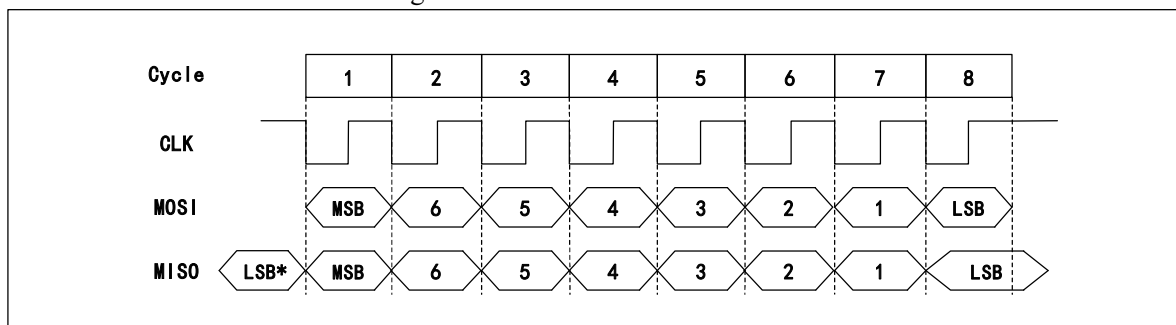 Cycle 1 2 3 4 5 6 7 8
CLK
MOSI MSB 6 5 4 3 2 1 LSB
MISO LSB* MSB 6 5 4 3 2 1 LSB